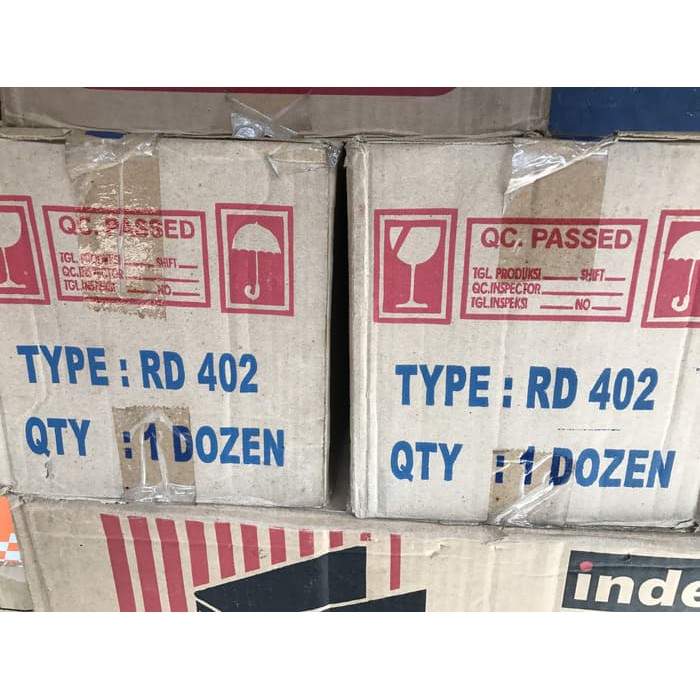 QC. PASSED
TGL. PRODUKSI SHIFT
QC.INSPECTOR
TGL.INSPEKSI NO
TYPE : RD 402
QTY : 1 DOZEN
QC. PASSED
TGL. PRODUKSI SHIFT
QC.INSPECTOR
TGL.INSPEKSI NO
TYPE : RD 402
QTY : 1 DOZEN
inde